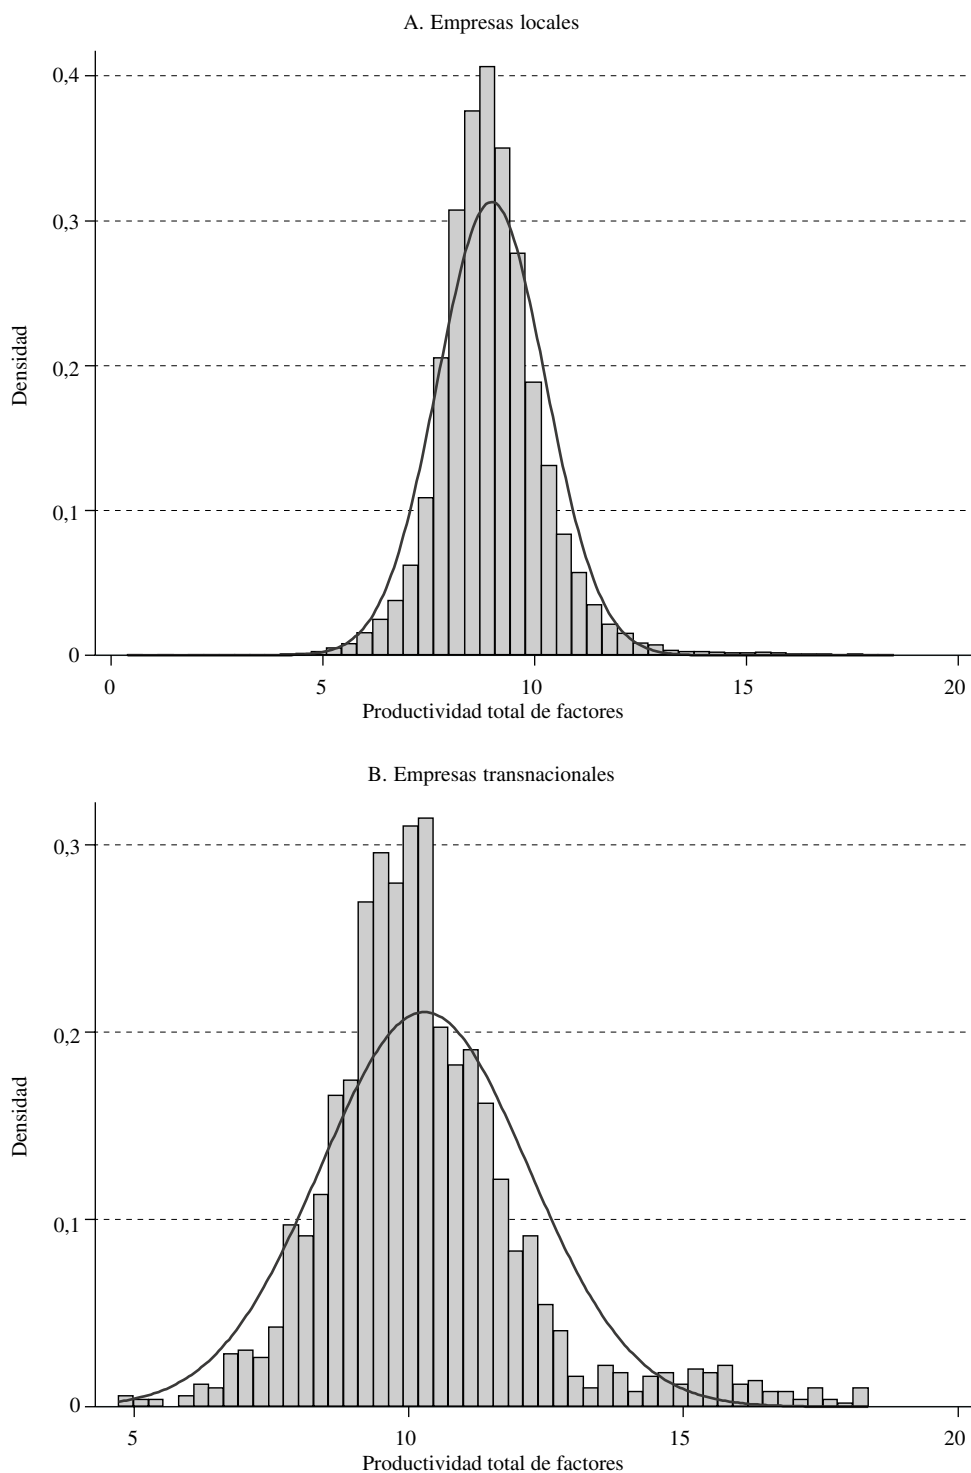 A. Empresas locales
0,4
0,3
0,2
0,1
0
Densidad
0 5 10 15 20
Productividad total de factores
B. Empresas transnacionales
0,3
0,2
0,1
0
Densidad
5 10 15 20
Productividad total de factores